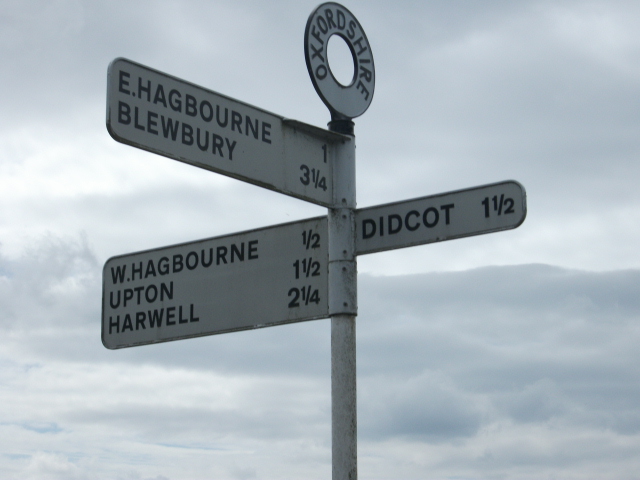 OXFORDSHIRE
E.HAGBOURNE 1
BLEWBURY 3¼
DIDCOT 1½
W.HAGBOURNE ½
UPTON 1½
HARWELL 2¼